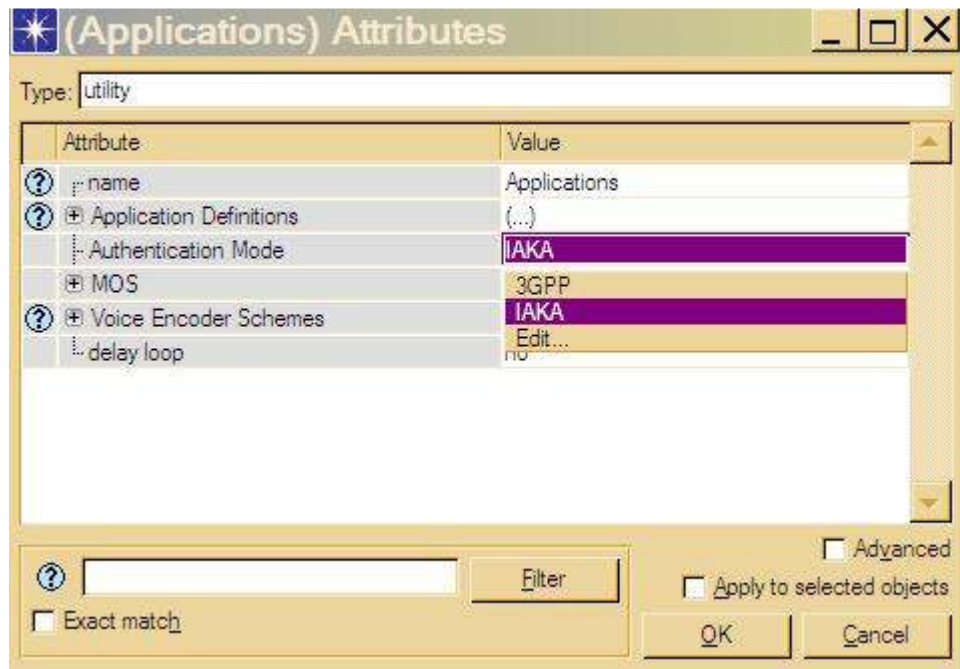 (Applications) Attributes
Type: utility
Attribute Value
name Applications
Application Definitions (...)
Authentication Mode IAKA
MOS 3GPP
IAKA
Voice Encoder Schemes
Edit...
delay loop no
Advanced
Filter
Apply to selected objects
Exact match
OK Cancel